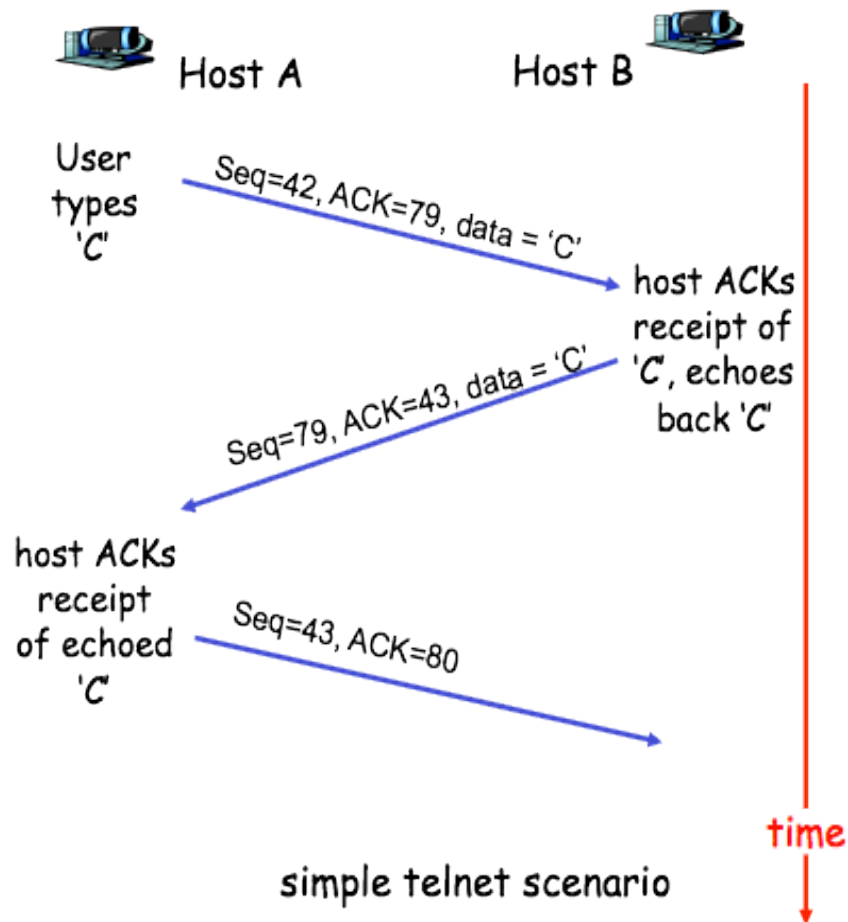 Host A
Host B
User
types
'C'
Seq=42, ACK=79, data = ‘C’
host ACKs
receipt of
'C', echoes
back 'C'
Seq=79, ACK=43, data = ‘C’
host ACKs
receipt
of echoed
'C'
Seq=43, ACK=80
time
simple telnet scenario